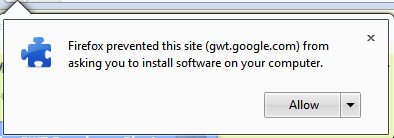 Firefox prevented this site (gwt.google.com) from
asking you to install software on your computer.
Allow